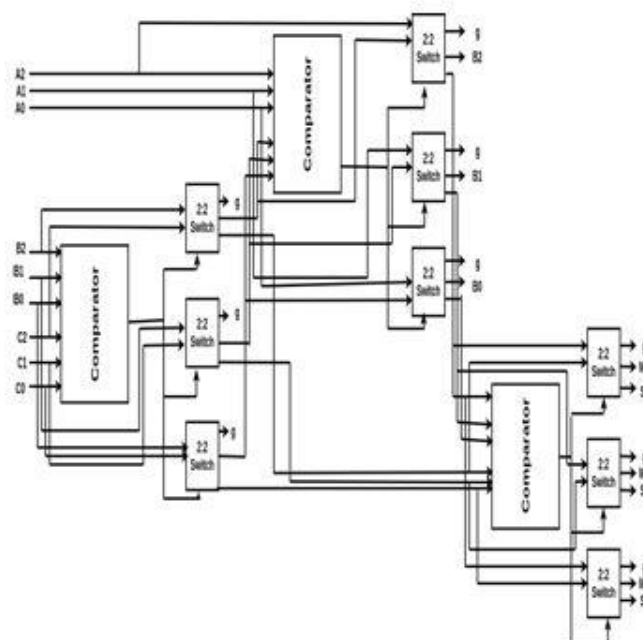 2:2
Switch
g
B2
A2
A1
A0
Comparator
2:2
Switch
g
B1
2:2
Switch
g
2:2
Switch
g
B0
B2
B1
B0
C2
C1
C0
Comparator
2:2
Switch
g
2:2
Switch
g
2:2
Switch
Comparator
2:2
Switch
2:2
Switch